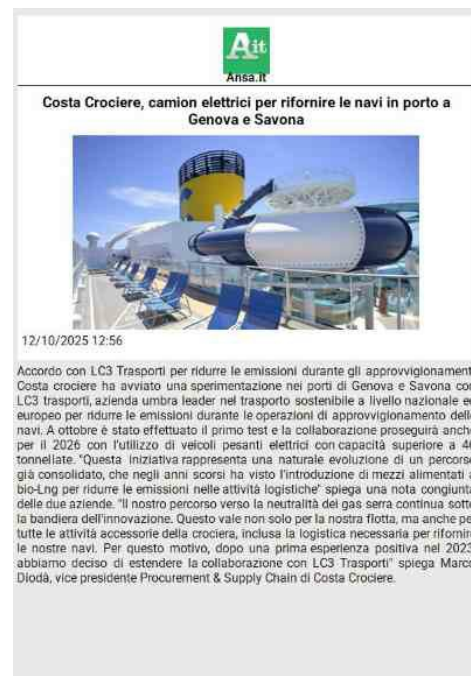 Ait
Ansa.it
Costa Crociere, camion elettrici per rifornire le navi in porto a
Genova e Savona
12/10/2025 12:56
Accordo con LC3 Trasporti per ridurre le emissioni durante gli
Costa crociere ha avviato una sperimentazione nei porti di Genova e Savona
LC3 trasporti, azienda umbra leader nel trasporto sostenibile a livello nazionale
europeo per ridurre le emissioni durante le operazioni di approvvigionamento
navi. A ottobre è stato effettuato il primo test e la collaborazione proseguirà
per il 2026 con l'utilizzo di veicoli pesanti elettrici con capacità superiore a
tonnellate. "Questa iniziativa rappresenta una naturale evoluzione di un
già consolidato, che negli anni scorsi ha visto l'introduzione di mezzi alimentati
bio-Lng per ridurre le emissioni nelle attività logistiche" spiega una nota
delle due aziende. "Il nostro percorso verso la neutralità dei gas serra continua
la bandiera dell'innovazione. Questo vale non solo per la nostra flotta, ma anche
tutte le attività accessorie della crociera, inclusa la logistica necessaria per
le nostre navi. Per questo motivo, dopo una prima esperienza positiva nel 2023
abbiamo deciso di estendere la collaborazione con LC3 Trasporti" spiega
Diodà, vice presidente Procurement & Supply Chain di Costa Crociere.